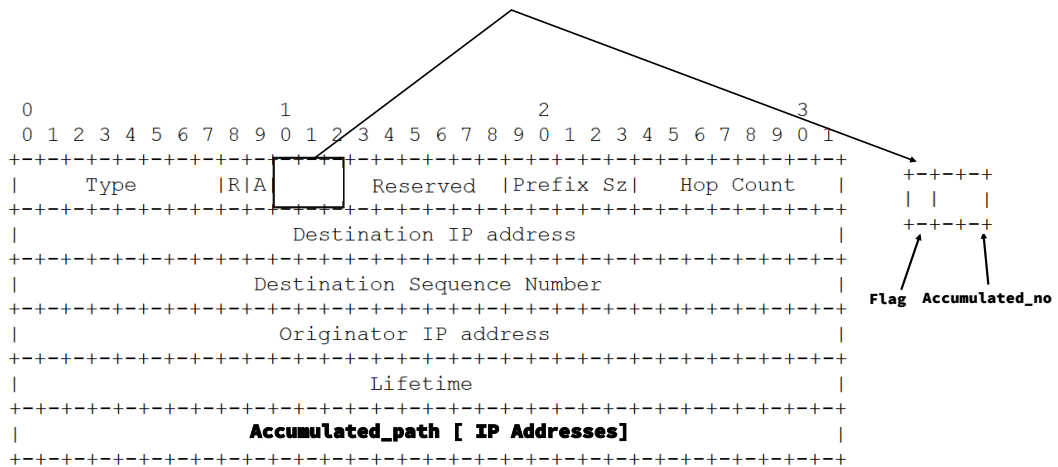 0 1 2 3
0 1 2 3 4 5 6 7 8 9 0 1 2 3 4 5 6 7 8 9 0 1 2 3 4 5 6 7 8 9 0 1
+-+-+-+-+-+-+-+-+-+-+-+-+-+-+-+-+-+-+-+-+-+-+-+-+-+-+-+-+-+-+-+-+
| Type |R|A| Reserved |Prefix Sz| Hop Count |
+-+-+-+-+-+-+-+-+-+-+-+-+-+-+-+-+-+-+-+-+-+-+-+-+-+-+-+-+-+-+-+-+
| Destination IP address |
+-+-+-+-+-+-+-+-+-+-+-+-+-+-+-+-+-+-+-+-+-+-+-+-+-+-+-+-+-+-+-+-+
| Destination Sequence Number |
+-+-+-+-+-+-+-+-+-+-+-+-+-+-+-+-+-+-+-+-+-+-+-+-+-+-+-+-+-+-+-+-+
| Originator IP address |
+-+-+-+-+-+-+-+-+-+-+-+-+-+-+-+-+-+-+-+-+-+-+-+-+-+-+-+-+-+-+-+-+
| Lifetime |
+-+-+-+-+-+-+-+-+-+-+-+-+-+-+-+-+-+-+-+-+-+-+-+-+-+-+-+-+-+-+-+-+
| Accumulated_path [ IP Addresses] |
+-+-+-+-+-+-+-+-+-+-+-+-+-+-+-+-+-+-+-+-+-+-+-+-+-+-+-+-+-+-+-+-+
+-+-+-+
| | |
+-+-+-+
Flag Accumulated_no